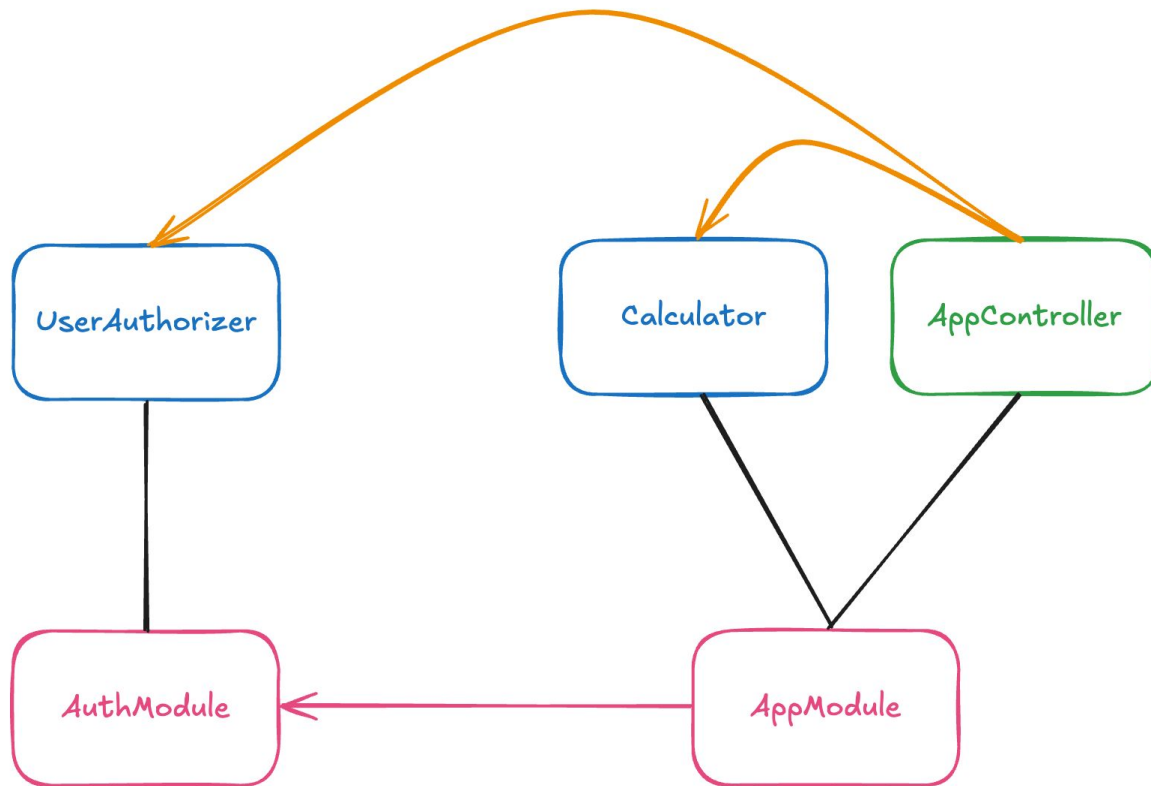 UserAuthorizer
Calculator
AppController
AuthModule
AppModule